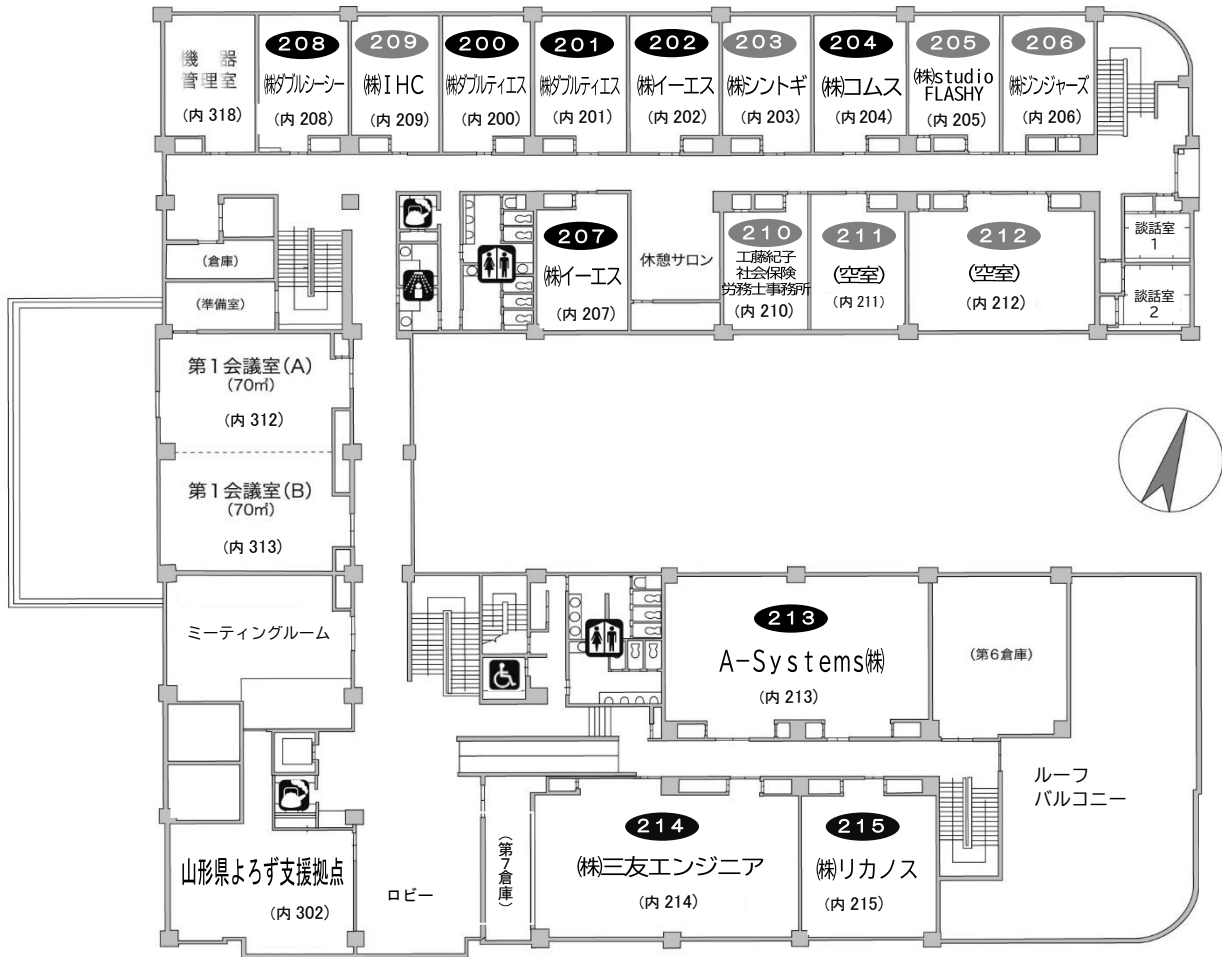 機器
管理室
(内 318)
208
㈱ダブルシーシー
(内 208)
209
(株)IHC
(内 209)
200
㈱ダブルティエス
(内 200)
201
㈱ダブルティエス
(内 201)
202
㈱イーエス
(内 202)
203
㈱シントギ
(内 203)
204
㈱コムス
(内 204)
205
(株)studio
FLASHY
(内 205)
206
㈱ジンジャーズ
(内 206)
207
㈱イーエス
(内 207)
休憩サロン
210
工藤紀子
社会保険
労務士事務所
(内 210)
211
(空室)
(内 211)
212
(空室)
(内 212)
談話室
1
談話室
2
(倉庫)
(準備室)
第1会議室(A)
(70㎡)
(内 312)
第1会議室(B)
(70㎡)
(内 313)
ミーティングルーム
213
A-Systems㈱
(内 213)
(第6倉庫)
ルーフ
バルコニー
214
(株)三友エンジニア
(内 214)
215
㈱リカノス
(内 215)
(第7倉庫)
ロビー
山形県よろず支援拠点
(内 302)